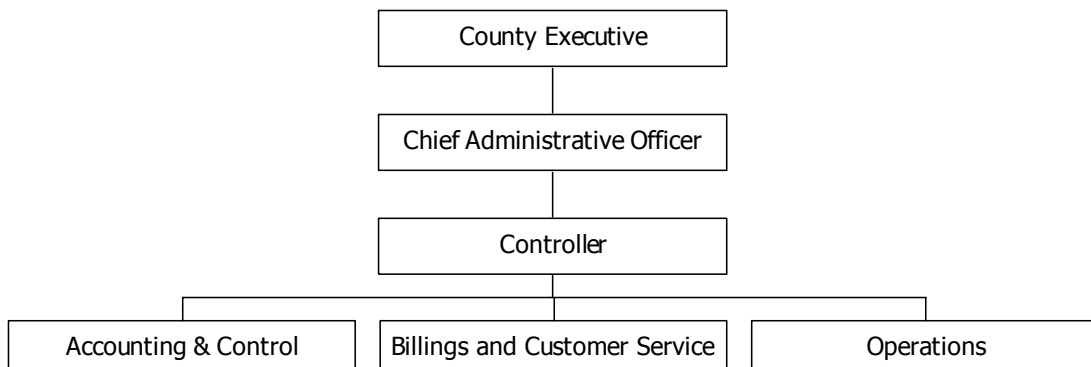 County Executive
Chief Administrative Officer
Controller
Accounting & Control
Billings and Customer Service
Operations